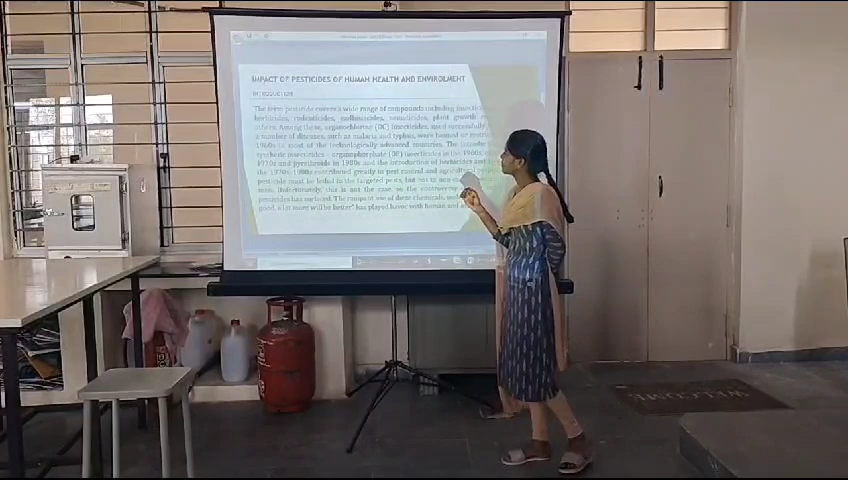 IMPACT OF PESTICIDES OF HUMAN HEALTH AND ENVIROLMENT
INTRODUCTION
The term pesticide covers a wide range of compounds including insectici
herbicides, rodenticides, molluscicides, nematicides, plant growth
others. Among these, organochlorine (OC) insecticides, used successfully
a number of diseases, such as malaria and typhus, were banned or restric
1960s in most of the technologically advanced countries. The introduc
synthetic insecticides – organophosphate (OP) insecticides in the 1960s,
1970s and pyrethroids in 1980s and the introduction of herbicides and
the 1970s–1980s contributed greatly to pest control and agricultural
pesticide must be lethal to the targeted pests, but not to non
man. Unfortunately, this is not the case, so the controversy
pesticides has surfaced. The rampant use of these chemicals,
good, a lot more will be better" has played havoc with human and
WELCOME